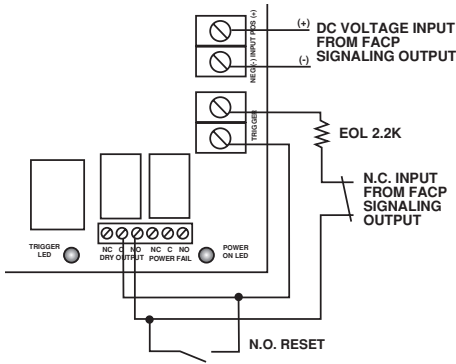 NEG (-) INPUT POS (+)
(+) DC VOLTAGE INPUT
FROM FACP
(-) SIGNALING OUTPUT
TRIGGER
EOL 2.2K
N.C. INPUT
FROM FACP
SIGNALING
OUTPUT
TRIGGER
LED
NC C NO NC C NO
DRY OUTPUT POWER FAIL
POWER
ON LED
N.O. RESET